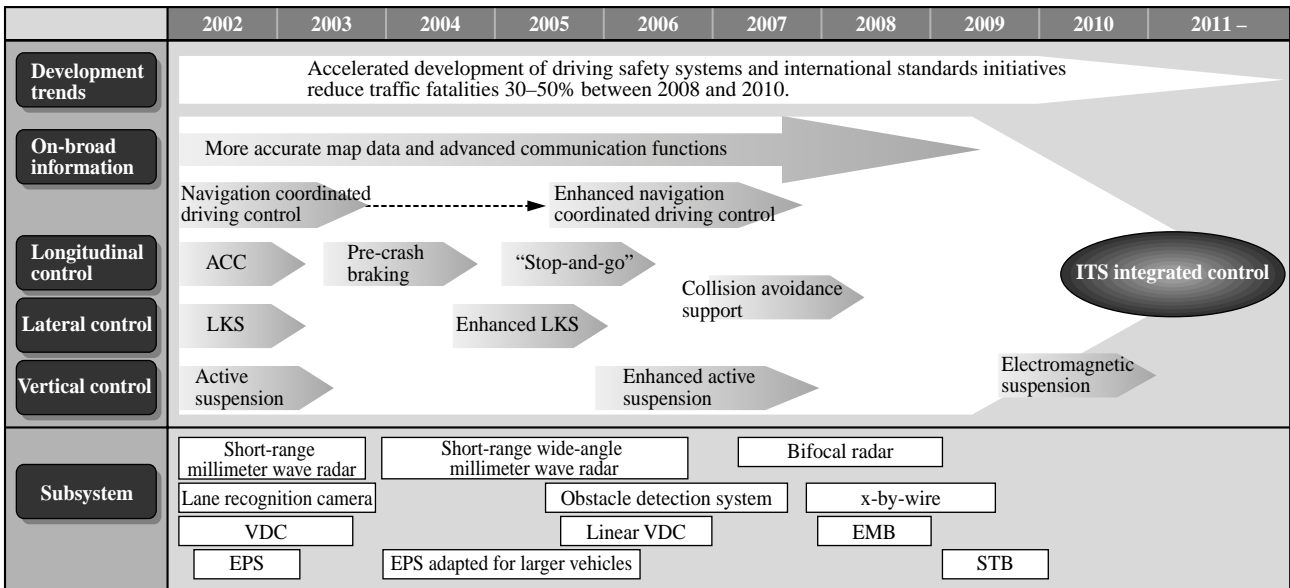 2002 2003 2004 2005 2006 2007 2008 2009 2010 2011 –
Development
trends
Accelerated development of driving safety systems and international standards initiatives
reduce traffic fatalities 30–50% between 2008 and 2010.
On-broad
information
More accurate map data and advanced communication functions
Navigation coordinated
driving control
Enhanced navigation
coordinated driving control
Longitudinal
control
ACC
Pre-crash
braking
“Stop-and-go”
Collision avoidance
support
ITS integrated control
Lateral control
LKS
Enhanced LKS
Vertical control
Active
suspension
Enhanced active
suspension
Electromagnetic
suspension
Subsystem
Short-range
millimeter wave radar
Short-range wide-angle
millimeter wave radar
Bifocal radar
Lane recognition camera
Obstacle detection system
x-by-wire
VDC
Linear VDC
EMB
EPS
EPS adapted for larger vehicles
STB